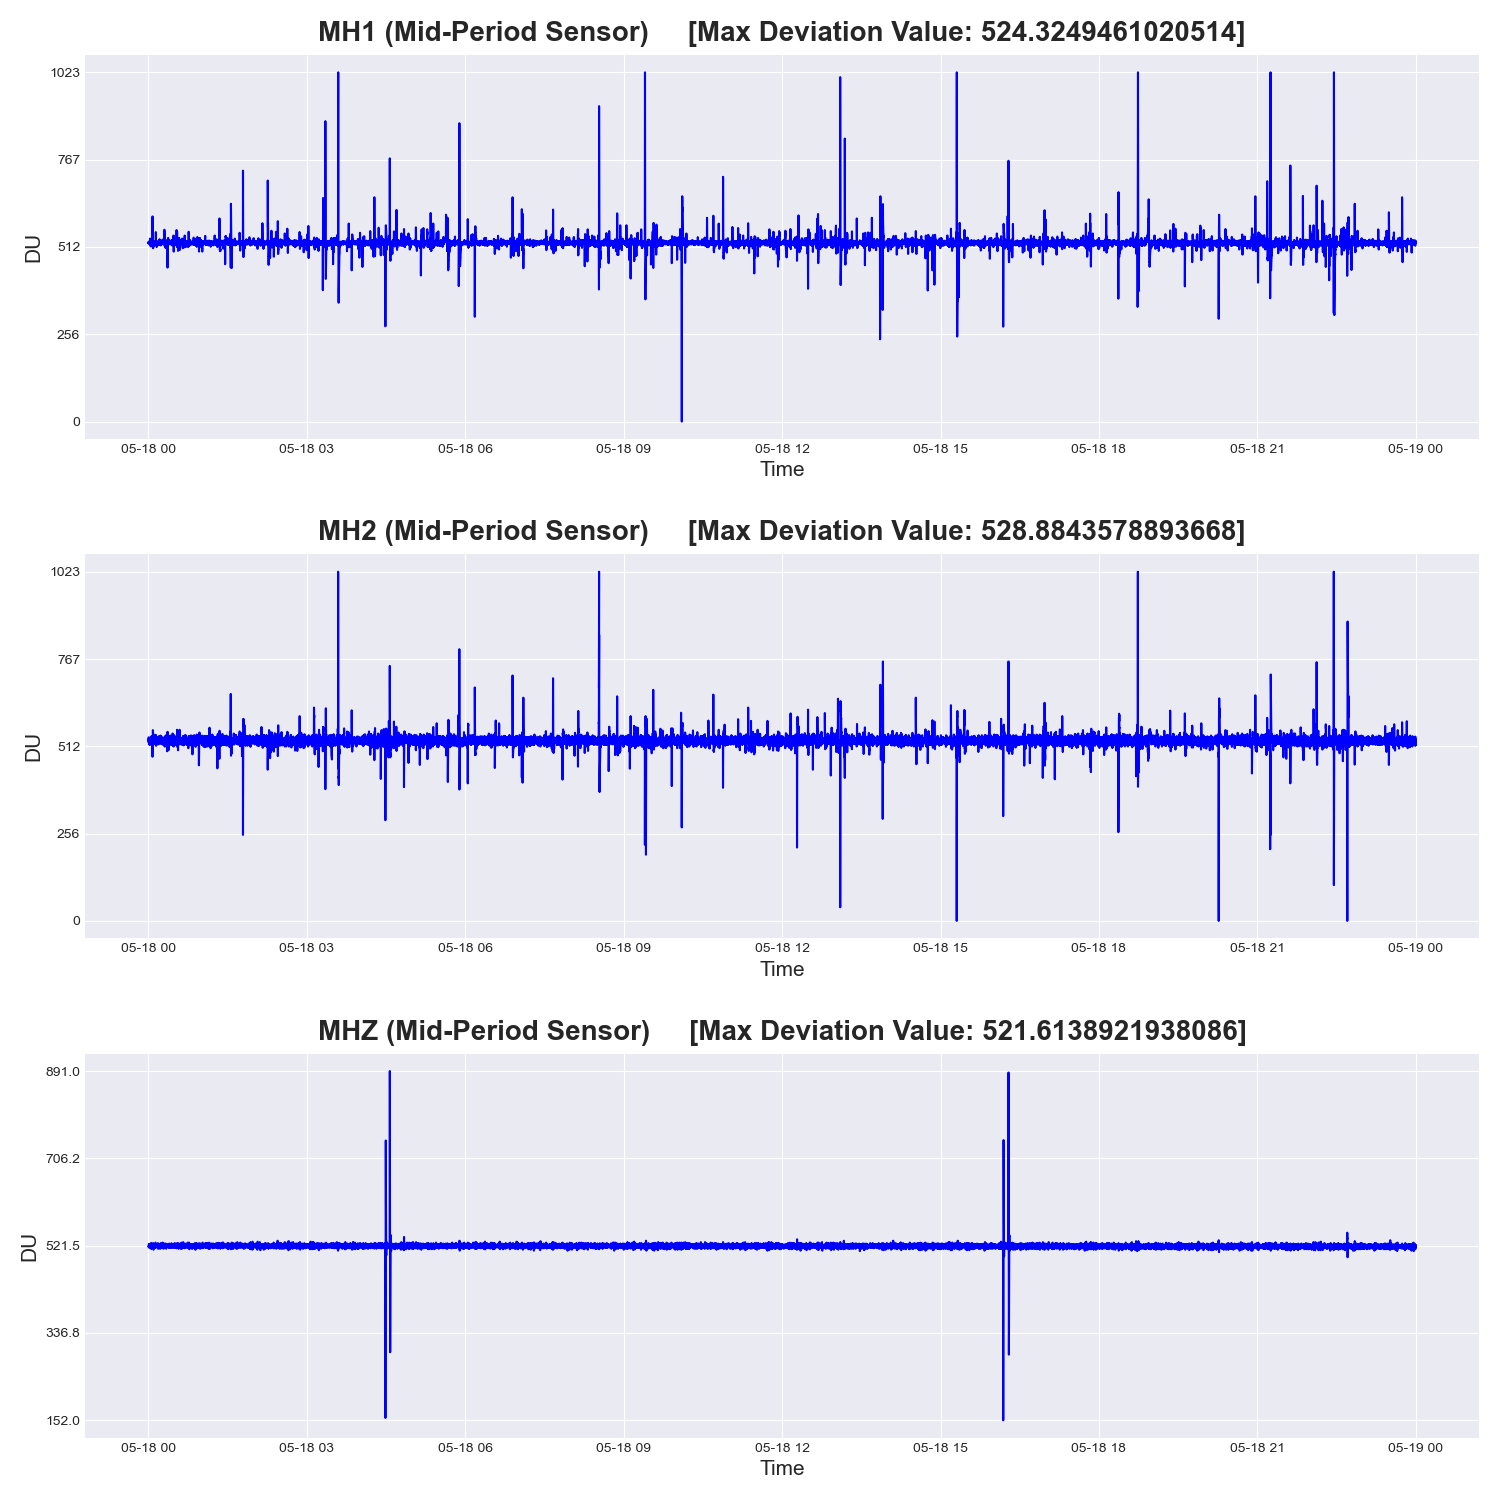 MH1 (Mid-Period Sensor) [Max Deviation Value: 524.3249461020514]
1023
767
512
256
0
DU
05-18 00 05-18 03 05-18 06 05-18 09 05-18 12 05-18 15 05-18 18 05-18 21 05-19 00
Time
MH2 (Mid-Period Sensor) [Max Deviation Value: 528.8843578893668]
1023
767
512
256
0
DU
05-18 00 05-18 03 05-18 06 05-18 09 05-18 12 05-18 15 05-18 18 05-18 21 05-19 00
Time
MHZ (Mid-Period Sensor) [Max Deviation Value: 521.6138921938086]
891.0
706.2
521.5
336.8
152.0
DU
05-18 00 05-18 03 05-18 06 05-18 09 05-18 12 05-18 15 05-18 18 05-18 21 05-19 00
Time